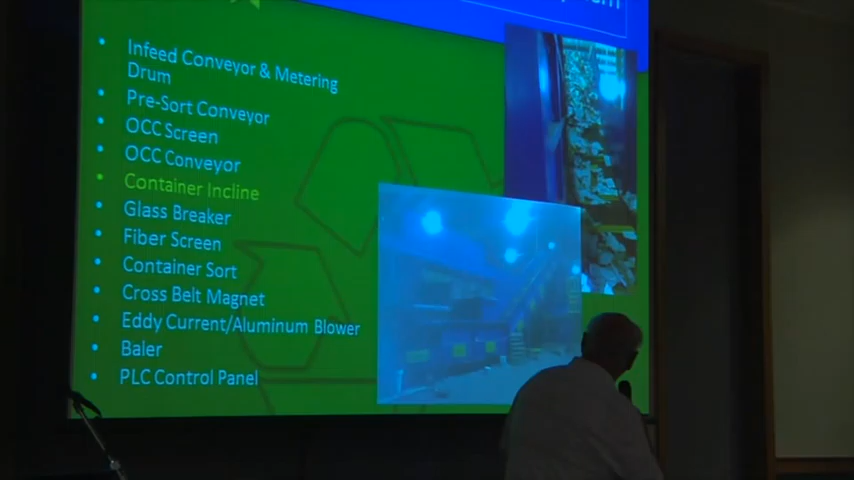 Infeed Conveyor & Metering
Drum
Pre-Sort Conveyor
OCC Screen
OCC Conveyor
Container Incline
Glass Breaker
Fiber Screen
Container Sort
Cross Belt Magnet
Eddy Current/Aluminum Blower
Baler
PLC Control Panel